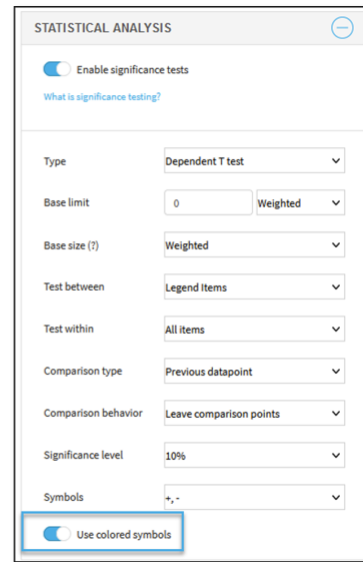 STATISTICAL ANALYSIS
Enable significance tests
What is significance testing?
Type Dependent T test
Base limit 0 Weighted
Base size (?) Weighted
Test between Legend Items
Test within All items
Comparison type Previous datapoint
Comparison behavior Leave comparison points
Significance level 10%
Symbols +, -
Use colored symbols